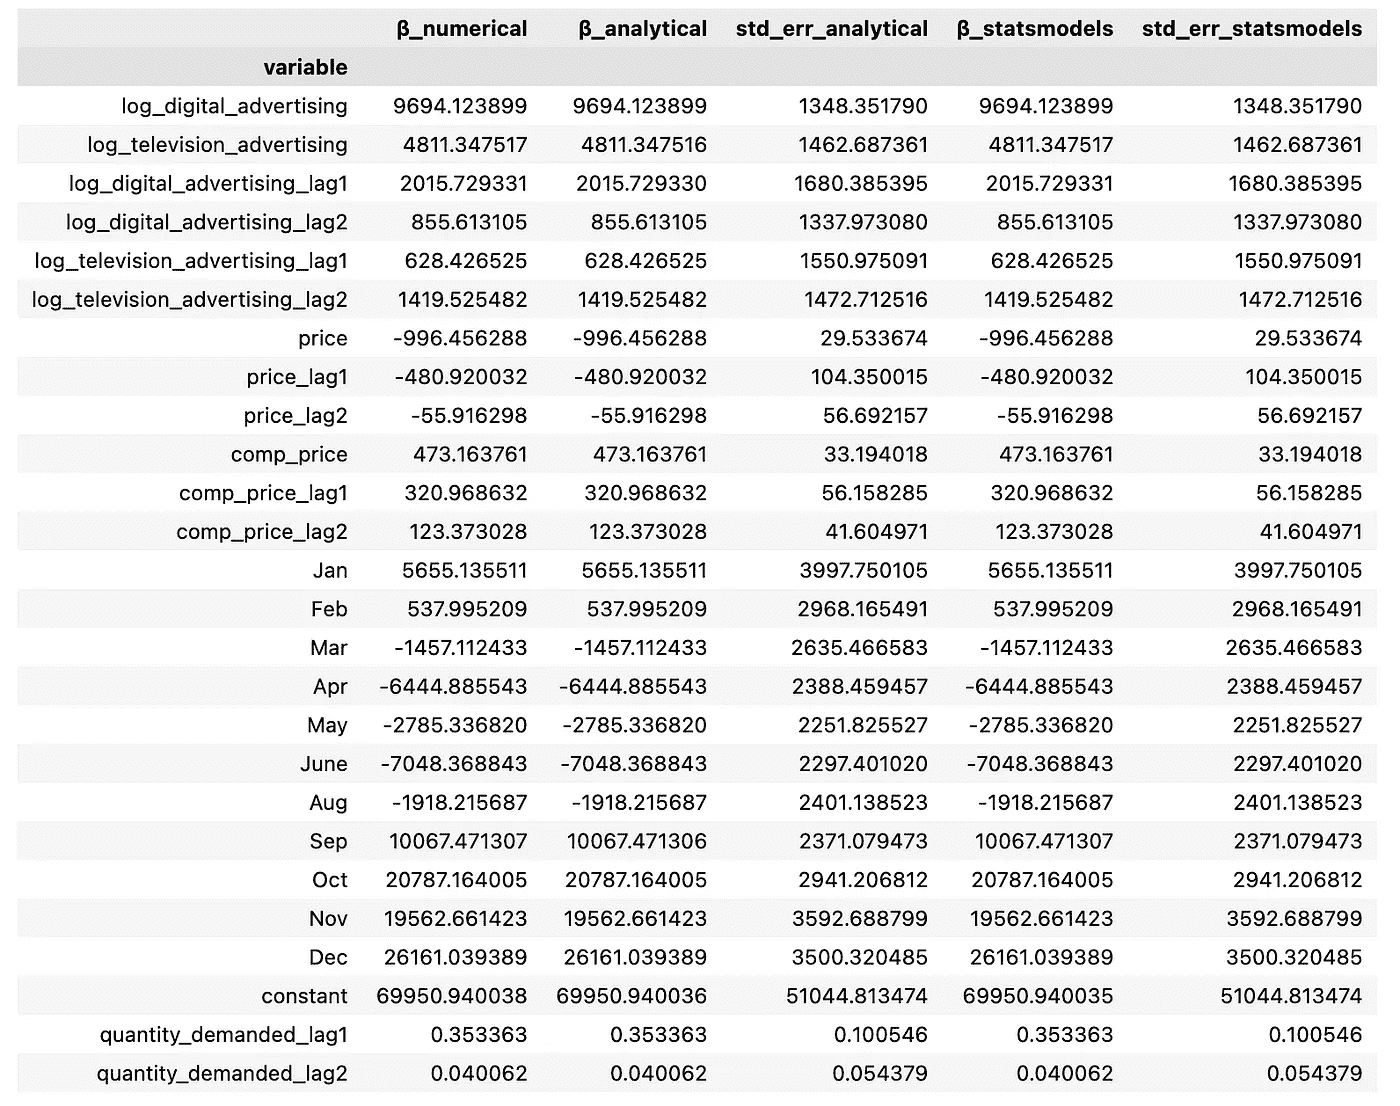 β_numerical β_analytical std_err_analytical β_statsmodels std_err_statsmodels
variable
log_digital_advertising 9694.123899 9694.123899 1348.351790 9694.123899 1348.351790
log_television_advertising 4811.347517 4811.347516 1462.687361 4811.347517 1462.687361
log_digital_advertising_lag1 2015.729331 2015.729330 1680.385395 2015.729331 1680.385395
log_digital_advertising_lag2 855.613105 855.613105 1337.973080 855.613105 1337.973080
log_television_advertising_lag1 628.426525 628.426525 1550.975091 628.426525 1550.975091
log_television_advertising_lag2 1419.525482 1419.525482 1472.712516 1419.525482 1472.712516
price -996.456288 -996.456288 29.533674 -996.456288 29.533674
price_lag1 -480.920032 -480.920032 104.350015 -480.920032 104.350015
price_lag2 -55.916298 -55.916298 56.692157 -55.916298 56.692157
comp_price 473.163761 473.163761 33.194018 473.163761 33.194018
comp_price_lag1 320.968632 320.968632 56.158285 320.968632 56.158285
comp_price_lag2 123.373028 123.373028 41.604971 123.373028 41.604971
Jan 5655.135511 5655.135511 3997.750105 5655.135511 3997.750105
Feb 537.995209 537.995209 2968.165491 537.995209 2968.165491
Mar -1457.112433 -1457.112433 2635.466583 -1457.112433 2635.466583
Apr -6444.885543 -6444.885543 2388.459457 -6444.885543 2388.459457
May -2785.336820 -2785.336820 2251.825527 -2785.336820 2251.825527
June -7048.368843 -7048.368843 2297.401020 -7048.368843 2297.401020
Aug -1918.215687 -1918.215687 2401.138523 -1918.215687 2401.138523
Sep 10067.471307 10067.471306 2371.079473 10067.471307 2371.079473
Oct 20787.164005 20787.164005 2941.206812 20787.164005 2941.206812
Nov 19562.661423 19562.661423 3592.688799 19562.661423 3592.688799
Dec 26161.039389 26161.039389 3500.320485 26161.039389 3500.320485
constant 69950.940038 69950.940036 51044.813474 69950.940035 51044.813474
quantity_demanded_lag1 0.353363 0.353363 0.100546 0.353363 0.100546
quantity_demanded_lag2 0.040062 0.040062 0.054379 0.040062 0.054379